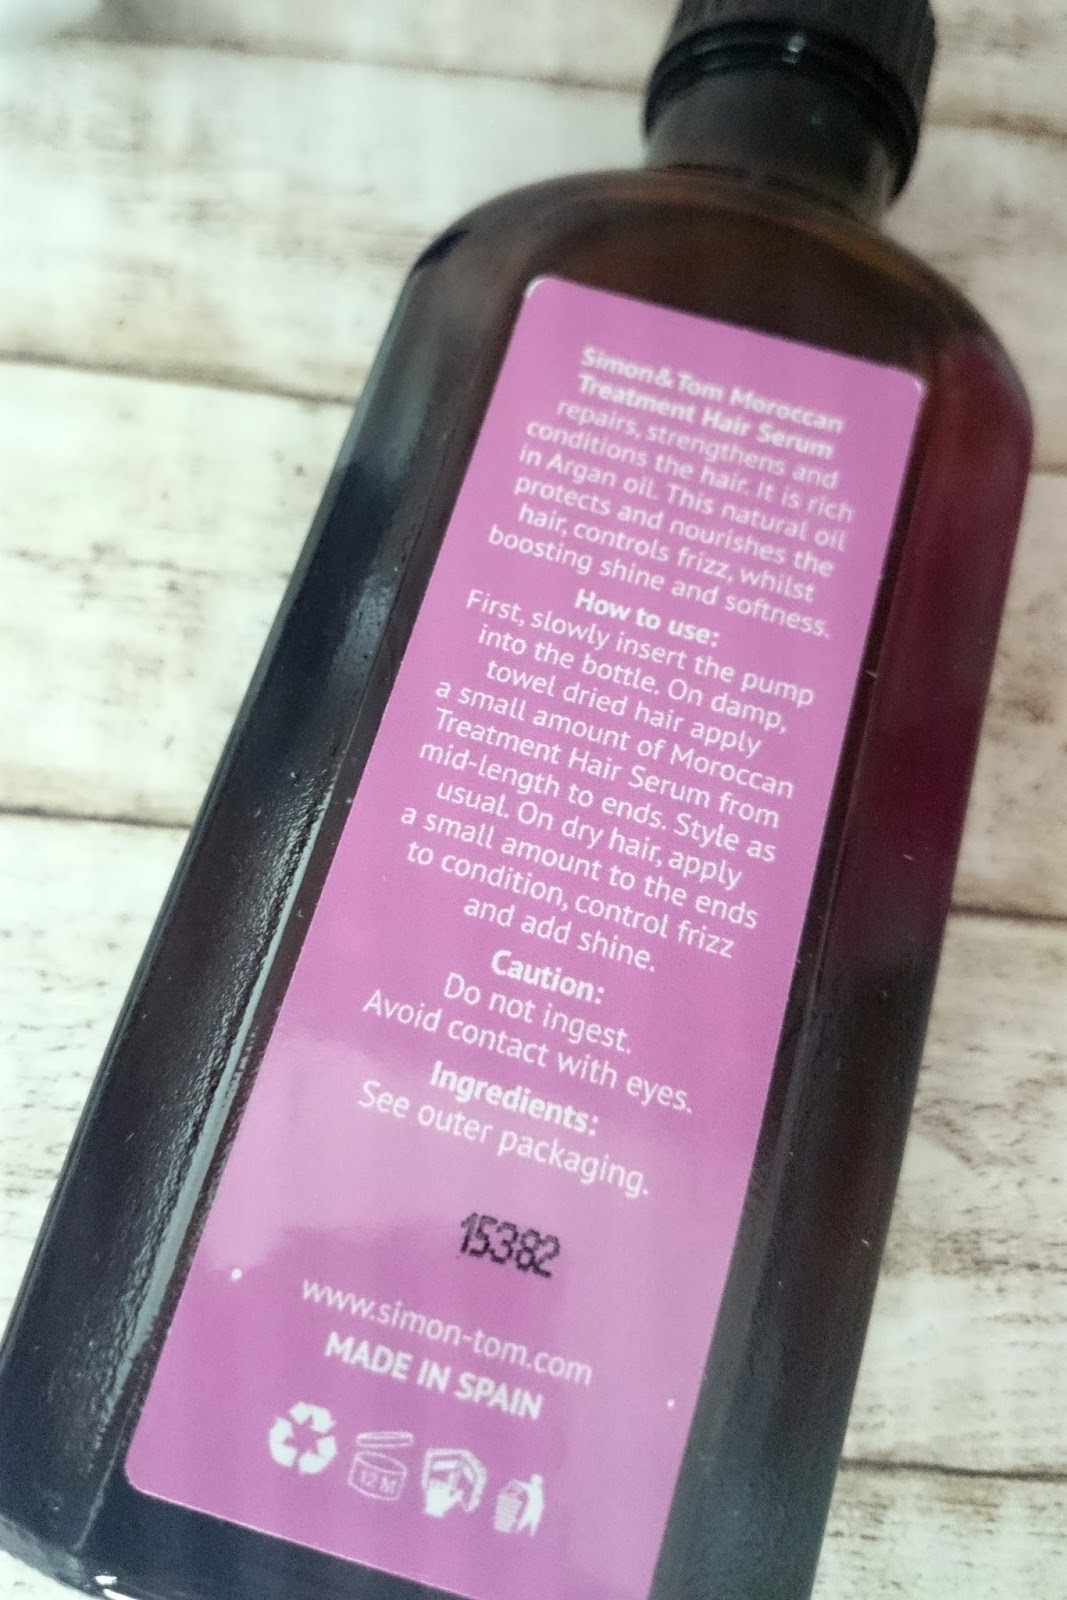 Simon & Tom Moroccan
Treatment Hair Serum
repairs, strengthens and
conditions the hair. It is rich
in Argan oil. This natural oil
protects and nourishes the
hair, controls frizz, whilst
boosting shine and softness.
How to use:
First, slowly insert the pump
into the bottle. On damp,
towel dried hair apply
a small amount of Moroccan
Treatment Hair Serum from
mid-length to ends. Style as
usual. On dry hair, apply
a small amount to the ends
to condition, control frizz
and add shine.
Caution:
Do not ingest.
Avoid contact with eyes.
Ingredients:
See outer packaging.
15382
www.simon-tom.com
MADE IN SPAIN
12 M